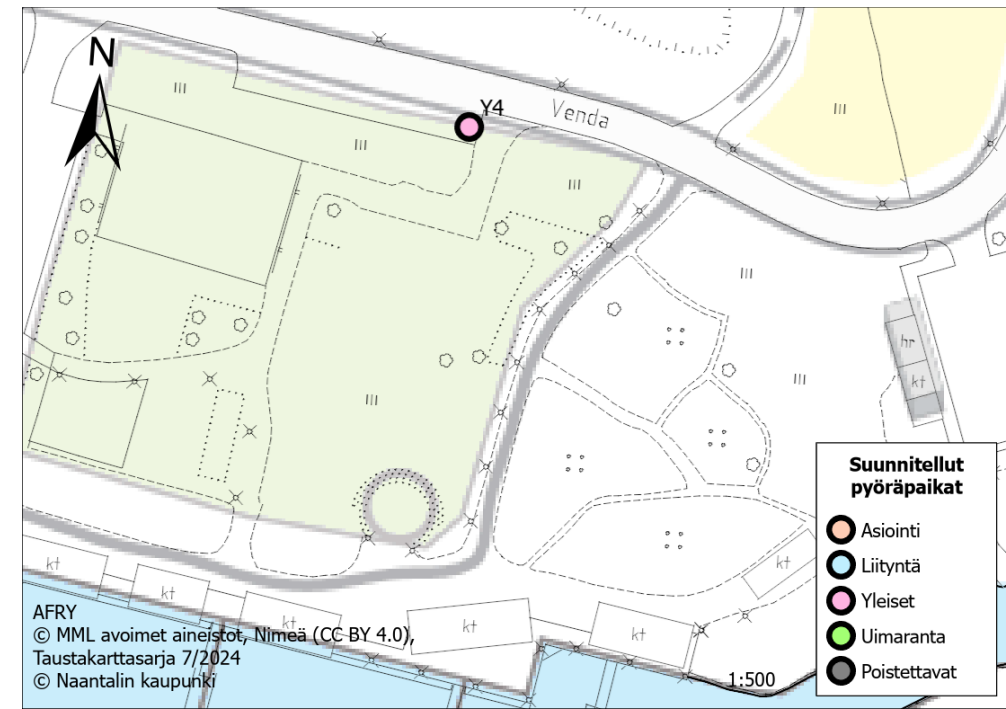 N
III
Y4
Venda
III
III
III
III
III
III
hr
kt
Suunnitellut
pyöräpaikat
Asiointi
Liityntä
Yleiset
Uimaranta
Poistettavat
kt
kt
kt
kt
kt
kt
AFRY
© MML avoimet aineistot, Nimeä (CC BY 4.0),
Taustakarttasarja 7/2024
© Naantalin kaupunki
1:500